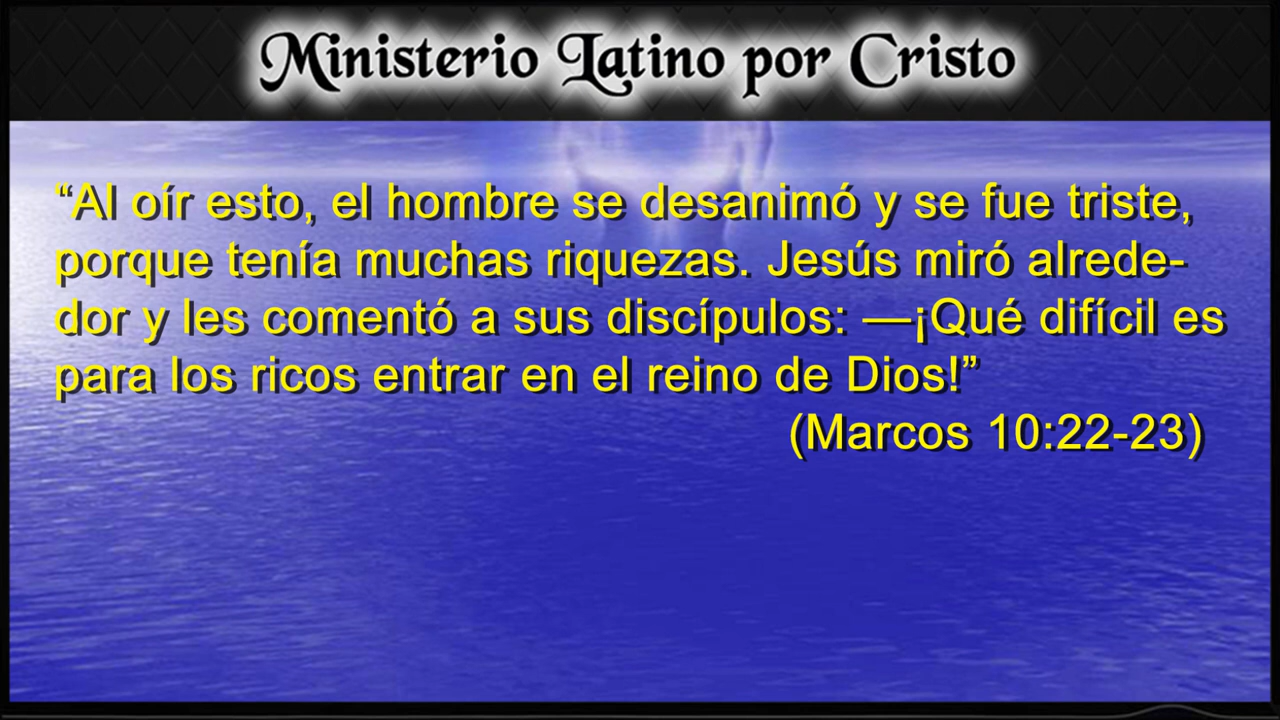 Ministerio Latino por Cristo
“Al oír esto, el hombre se desanimó y se fue triste,
porque tenía muchas riquezas. Jesús miró alrede-
dor y les comentó a sus discípulos: —¡Qué difícil es
para los ricos entrar en el reino de Dios!”
(Marcos 10:22-23)